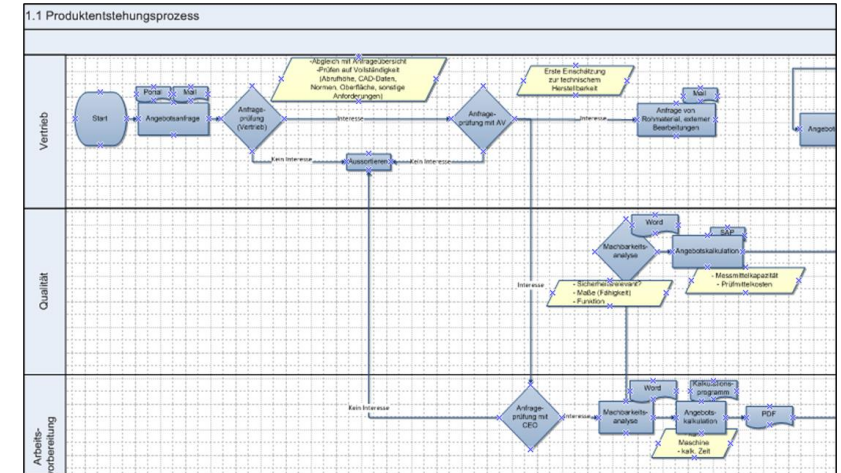 1.1 Produktentstehungsprozess
Vertrieb
Start
Portal
Mail
Angebotsanfrage
Anfrage-
prüfung
(Vertrieb)
-Abgleich mit Anfrageübersicht
-Prüfen auf Vollständigkeit
(Abrufhöhe, CAD-Daten,
Normen, Oberfläche, sonstige
Anforderungen)
Interesse
Kein Interesse
Aussortieren
Kein Interesse
Anfrage-
prüfung mit AV
Erste Einschätzung
zur technischem
Herstellbarkeit
Interesse
Mail
Anfrage von
Rohmaterial, externer
Bearbeitungen
Angebot
Qualität
Interesse
Word
Machbarkeits-
analyse
SAP
Angebotskalkulation
- Sicherheitsrelevant?
- Maße (Fähigkeit)
- Funktion
- Messmittelkapazität
- Prüfmittelkosten
Arbeits-
vorbereitung
Kein Interesse
Anfrage-
prüfung mit
CEO
Interesse
Word
Machbarkeits-
analyse
Kalkulations-
programm
Angebots-
kalkulation
PDF
Maschine
- kalk. Zeit